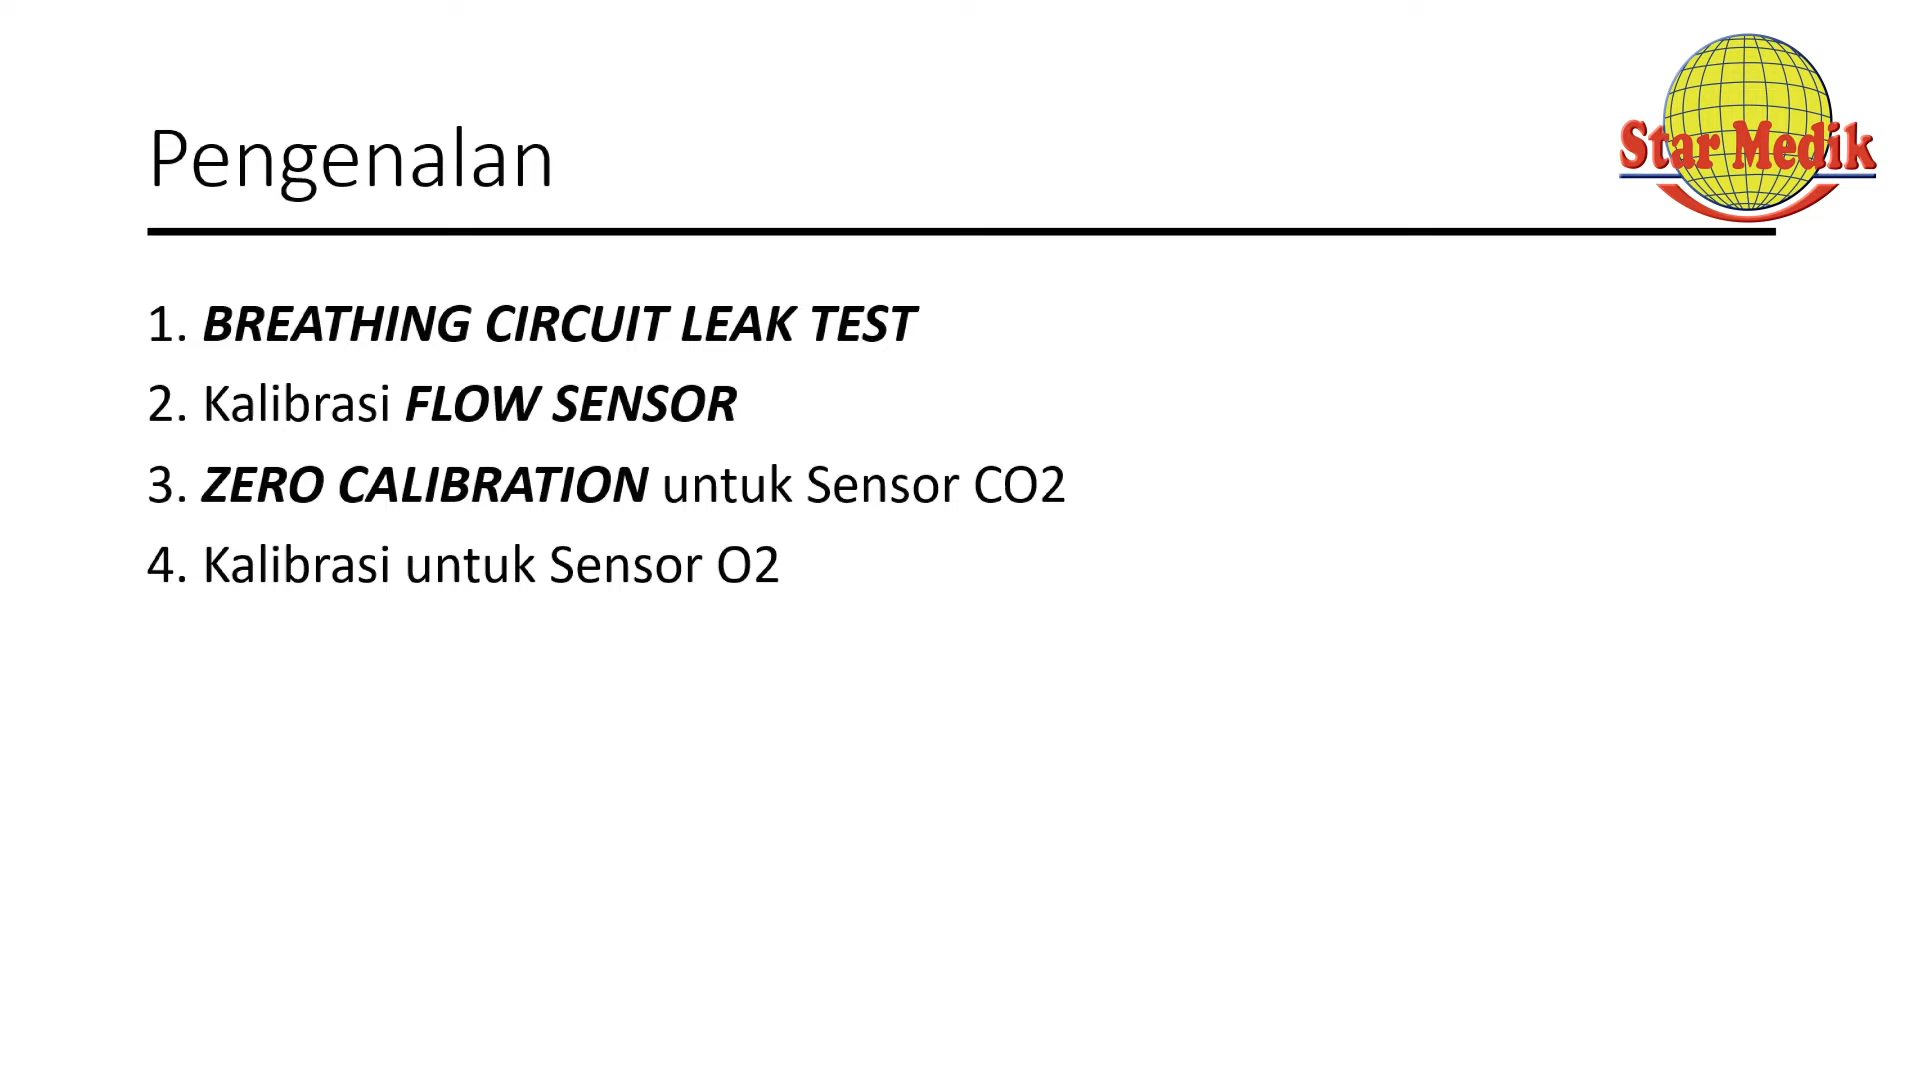 Star Medik
Pengenalan
1. BREATHING CIRCUIT LEAK TEST
2. Kalibrasi FLOW SENSOR
3. ZERO CALIBRATION untuk Sensor CO2
4. Kalibrasi untuk Sensor O2